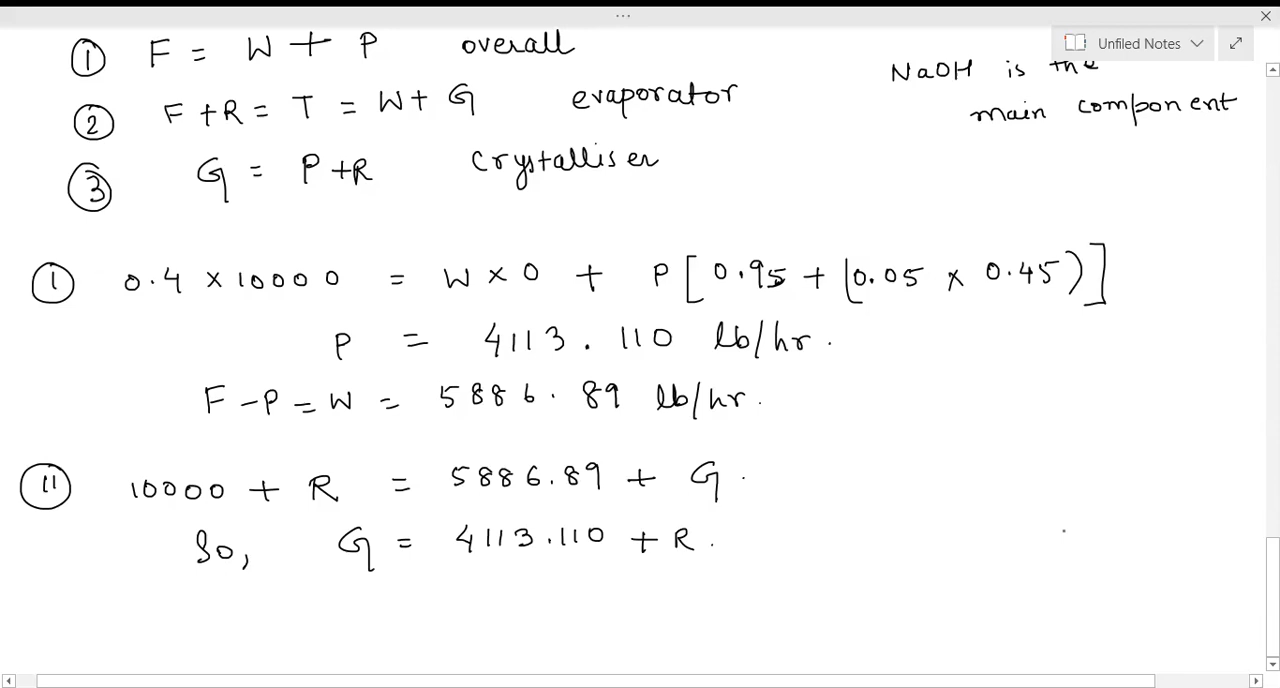 Unfiled Notes
① F = W + P overall
NaOH is the
main component
② F + R = T = W + G evaporator
③ G = P + R crystalliser
① 0.4 × 10000 = W × 0 + P [0.95 + (0.05 × 0.45)]
P = 4113.110 lb/hr.
F - P = W = 5886.89 lb/hr.
⑪ 10000 + R = 5886.89 + G.
So, G = 4113.110 + R.